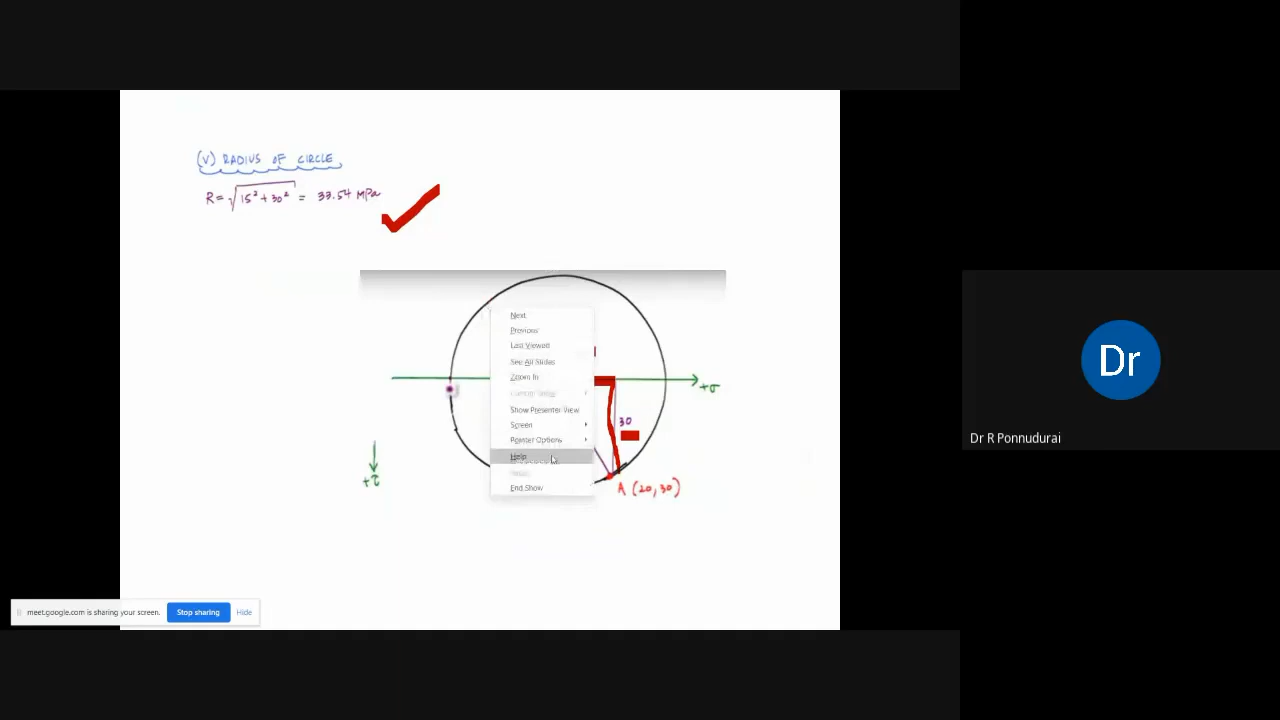 (V) RADIUS OF CIRCLE
R = √15² + 30² = 33.54 MPa
Next
Previous
Last Viewed
See All Slides
Zoom In
Show Presenter View
Screen
Pointer Options
Help
End Show
+σ
30
+τ
A (20, 30)
Dr
Dr R Ponnudurai
meet.google.com is sharing your screen.
Stop sharing
Hide